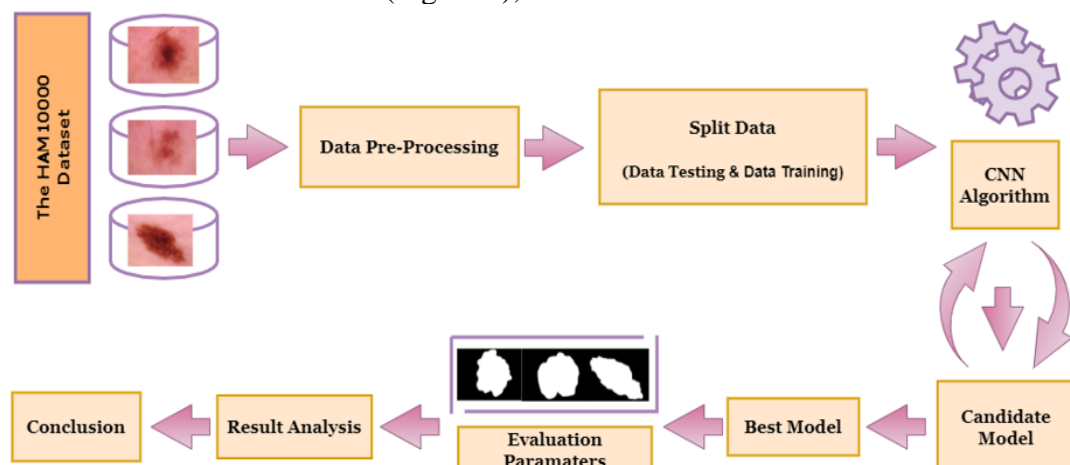 The HAM10000
Dataset
Data Pre-Processing
Split Data
(Data Testing & Data Training)
CNN
Algorithm
Conclusion
Result Analysis
Evaluation
Paramaters
Best Model
Candidate
Model